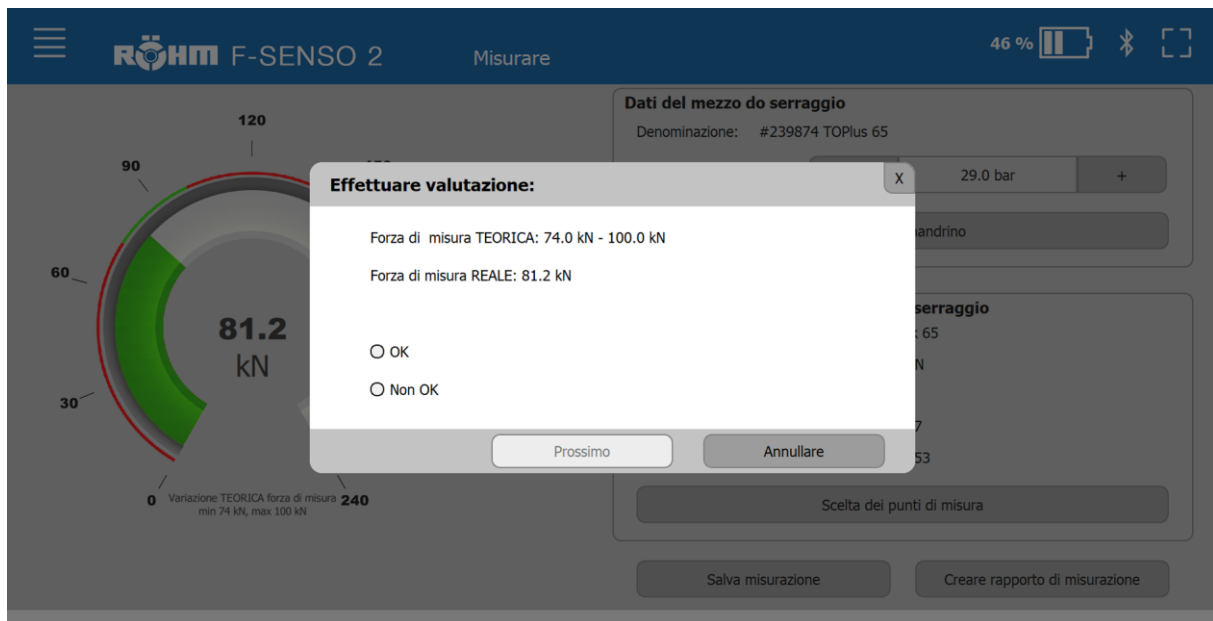 RÖHM F-SENSO 2
Misurare
46 %
120
90
60
30
0
240
81.2
kN
Variazione TEORICA forza di misura
min 74 kN, max 100 kN
Dati del mezzo do serraggio
Denominazione: #239874 TOPlus 65
29.0 bar
+
andrino
Effettuare valutazione:
X
Forza di misura TEORICA: 74.0 kN - 100.0 kN
Forza di misura REALE: 81.2 kN
OK
Non OK
Prossimo
Annullare
serraggio
65
N
7
53
Scelta dei punti di misura
Salva misurazione
Creare rapporto di misurazione